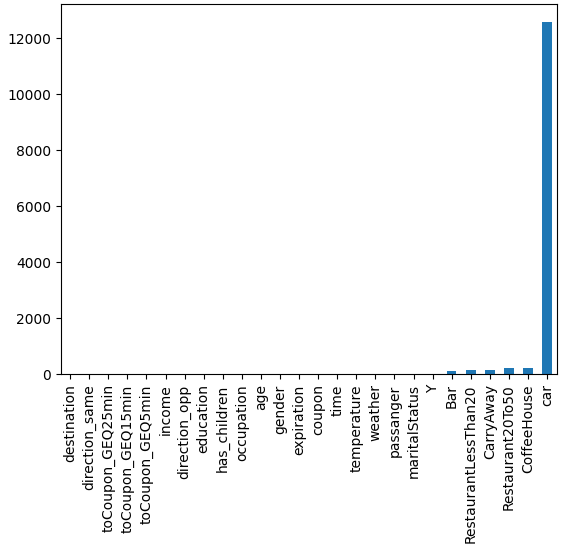 12000
10000
8000
6000
4000
2000
0
destination
direction_same
toCoupon_GEQ25min
toCoupon_GEQ15min
toCoupon_GEQ5min
income
direction_opp
education
has_children
occupation
age
gender
expiration
coupon
time
temperature
weather
passanger
maritalStatus
Y
Bar
RestaurantLessThan20
CarryAway
Restaurant20To50
CoffeeHouse
car